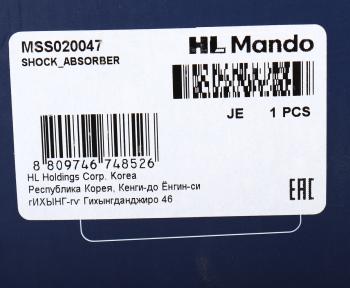 MSS020047
HL Mando
SHOCK_ABSORBER
JE 1 PCS
8 809746 748526
HL Holdings Corp. Korea
Республика Корея, Кенги-до Ёнгин-си
гИХЫНГ-гv Гихынгданджиро 46
EAC